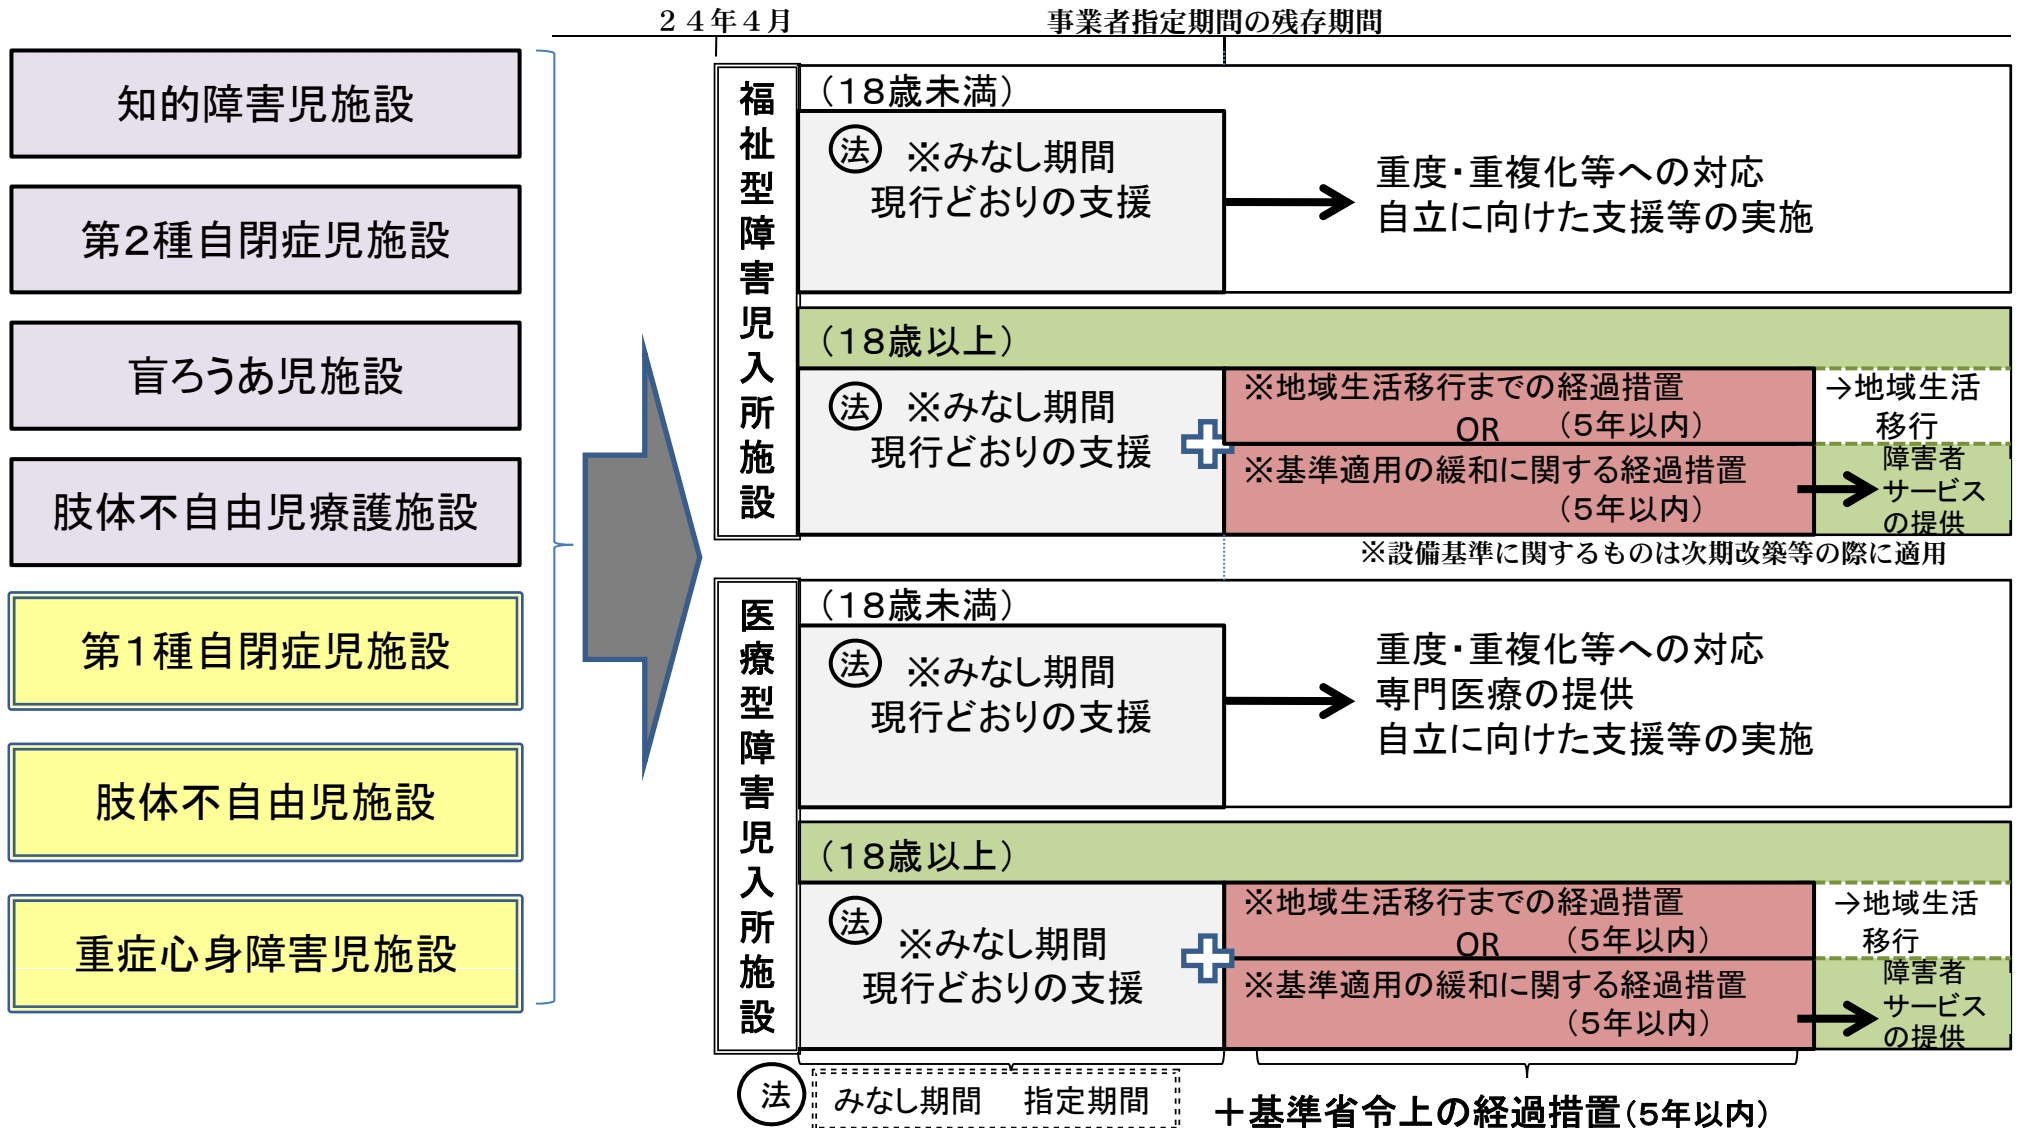 ２４年４月
事業者指定期間の残存期間
知的障害児施設
第２種自閉症児施設
盲ろうあ児施設
肢体不自由児療護施設
第１種自閉症児施設
肢体不自由児施設
重症心身障害児施設
福祉型障害児入所施設
（１８歳未満）
法 ※みなし期間
現行どおりの支援
重度・重複化等への対応
自立に向けた支援等の実施
（１８歳以上）
法 ※みなし期間
現行どおりの支援
※地域生活移行までの経過措置
OR （５年以内）
※基準適用の緩和に関する経過措置
（５年以内）
→地域生活
移行
障害者
サービス
の提供
※設備基準に関するものは次期改築等の際に適用
医療型障害児入所施設
（１８歳未満）
法 ※みなし期間
現行どおりの支援
重度・重複化等への対応
専門医療の提供
自立に向けた支援等の実施
（１８歳以上）
法 ※みなし期間
現行どおりの支援
※地域生活移行までの経過措置
OR （５年以内）
※基準適用の緩和に関する経過措置
（５年以内）
→地域生活
移行
障害者
サービス
の提供
法 みなし期間 指定期間
＋基準省令上の経過措置（５年以内）